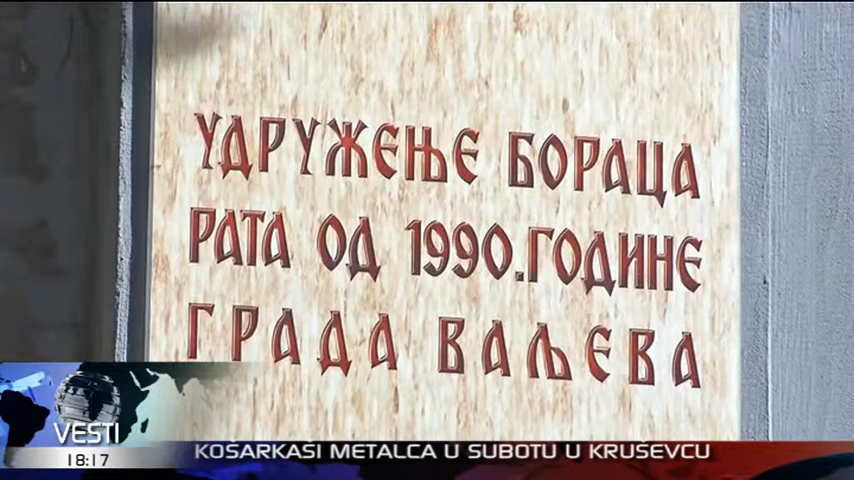 УДРУЖЕЊЕ БОРАЦА
РАТА ОД 1990.ГОДИНЕ
ГРАДА ВАЉЕВА
VESTI
18:17
KOŠARKAŠI METALCA U SUBOTU U KRUŠEVCU